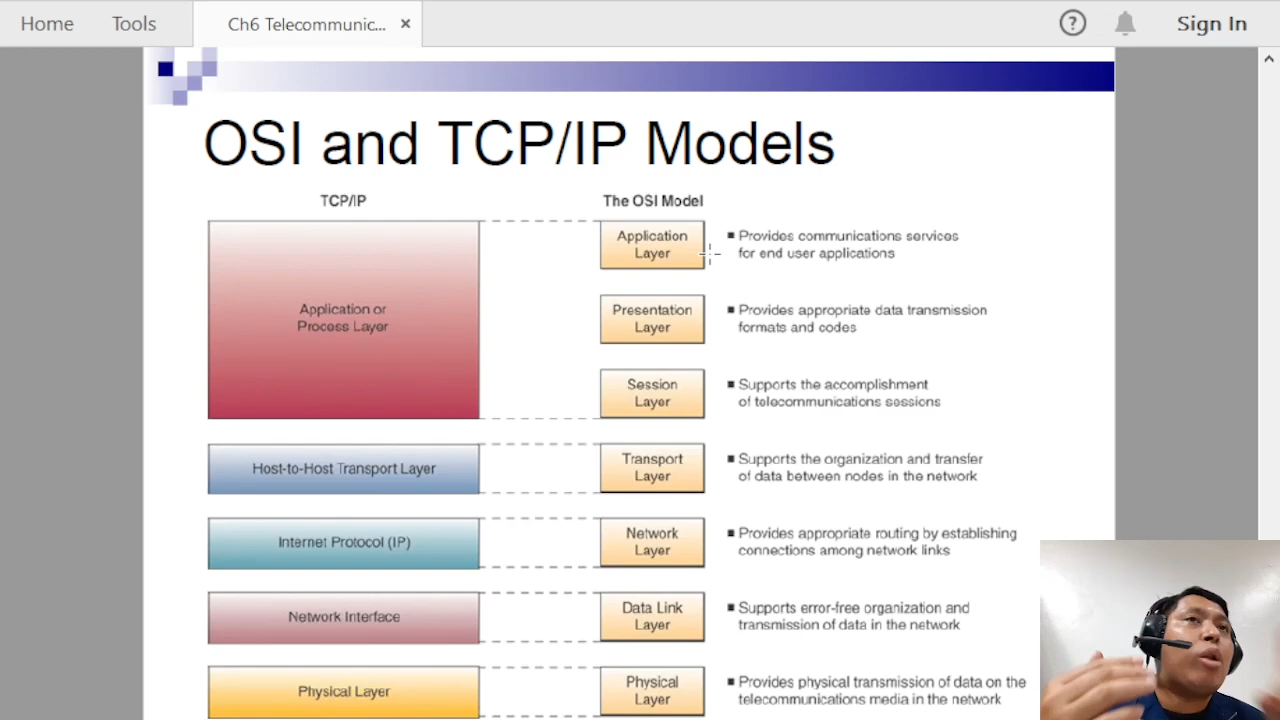 Home Tools Ch6 Telecommunic... × ? Sign In
OSI and TCP/IP Models
TCP/IP The OSI Model
Application or
Process Layer
Application
Layer
▪ Provides communications services
for end user applications
Presentation
Layer
▪ Provides appropriate data transmission
formats and codes
Session
Layer
▪ Supports the accomplishment
of telecommunications sessions
Host-to-Host Transport Layer
Transport
Layer
▪ Supports the organization and transfer
of data between nodes in the network
Internet Protocol (IP)
Network
Layer
▪ Provides appropriate routing by establishing
connections among network links
Network Interface
Data Link
Layer
▪ Supports error-free organization and
transmission of data in the network
Physical Layer
Physical
Layer
▪ Provides physical transmission of data on the
telecommunications media in the network